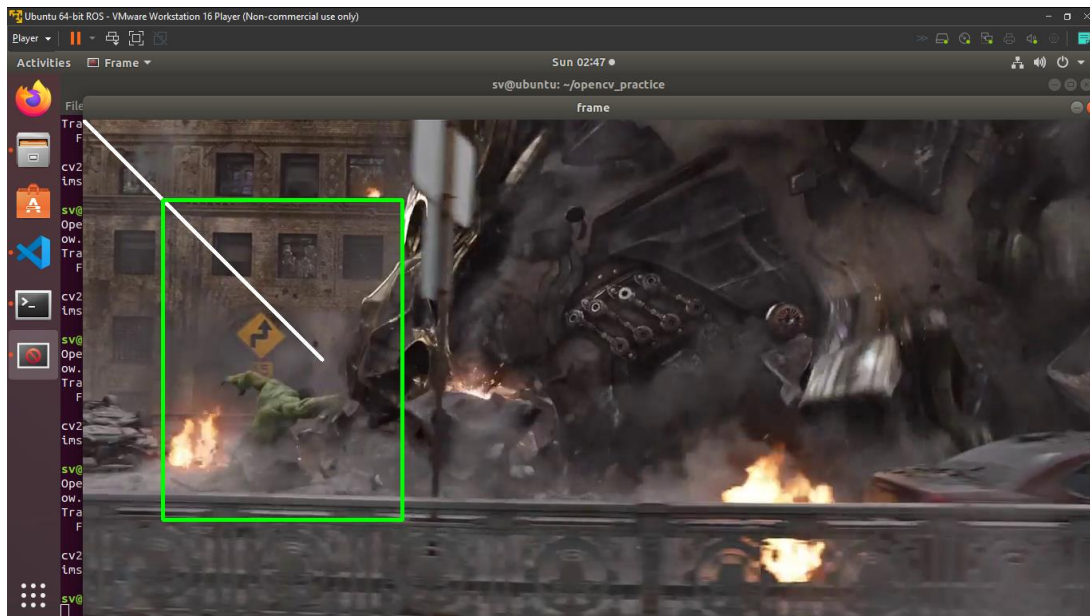 Ubuntu 64-bit ROS - VMware Workstation 16 Player (Non-commercial use only)
Player
Activities
Frame
Sun 02:47
sv@ubuntu: ~/opencv_practice
File
frame
Tra
F
cv2
ims
sv@
Ope
ow.
Tra
F
cv2
ims
sv@
Ope
ow.
Tra
F
cv2
ims
sv@
Ope
ow.
Tra
F
cv2
ims
sv@